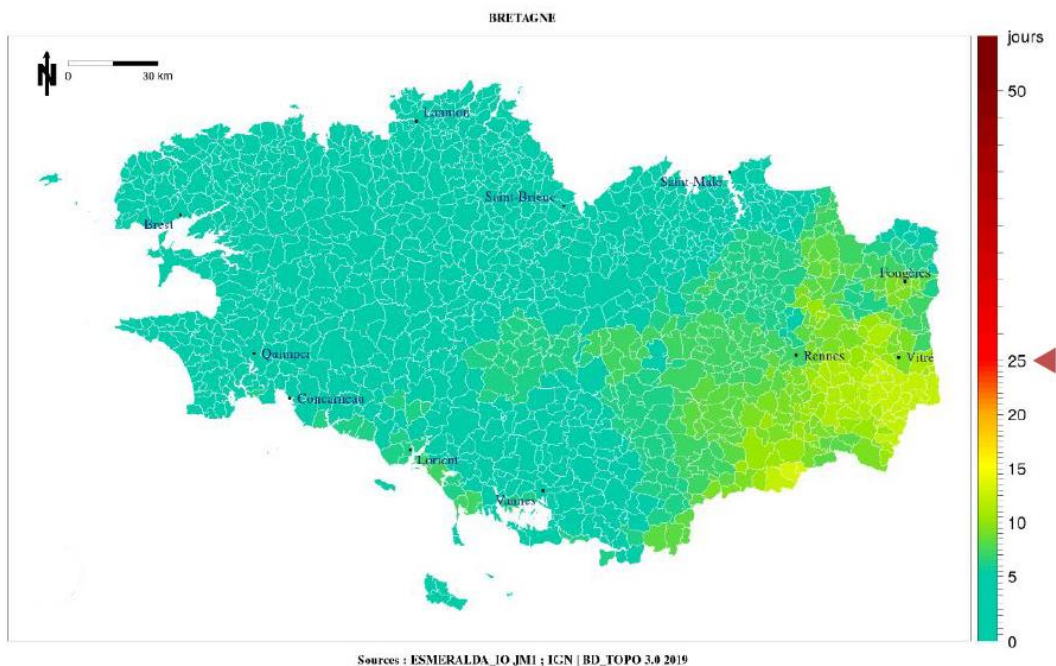 BRETAGNE
jours
N
0 30 km
50
Lannion
Saint-Malo
Saint-Brieuc
Brest
Fougères
Quimper
Rennes
Vitré
25
Concarneau
20
Lorient
15
Vannes
10
5
0
Sources : ESMERALDA_IO JM1 ; IGN | BD_TOPO 3.0 2019